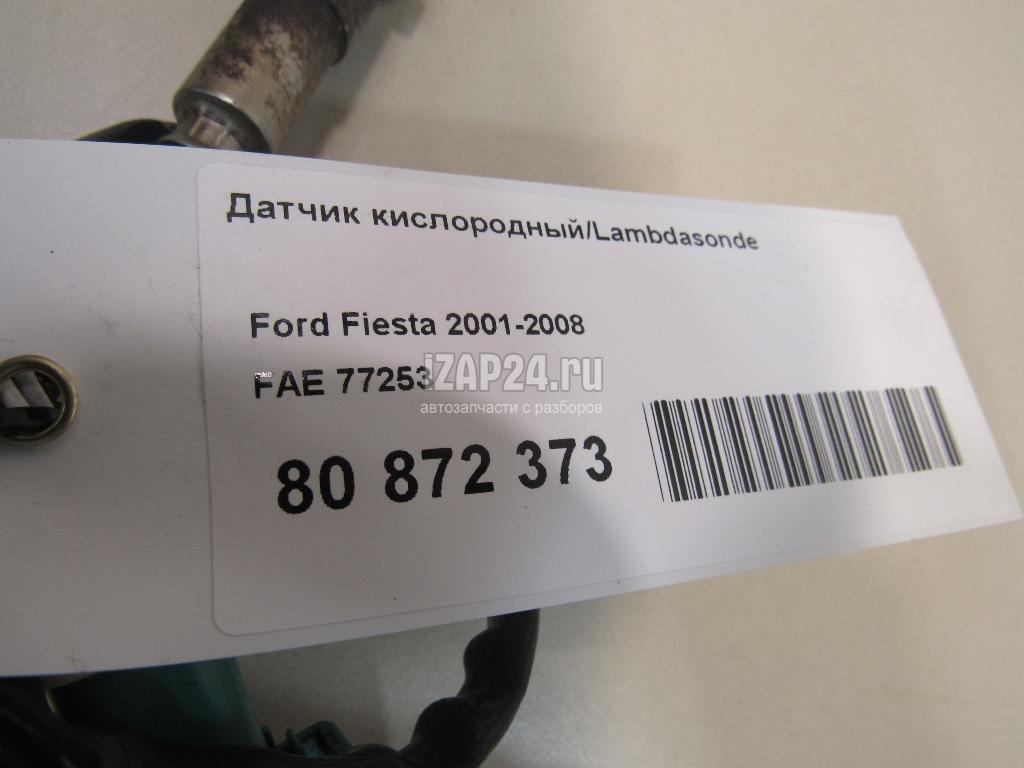 Датчик кислородный/Lambdasonde
Ford Fiesta 2001-2008
FAE 77253
iZAP24.ru
автозапчасти с разборов
80 872 373